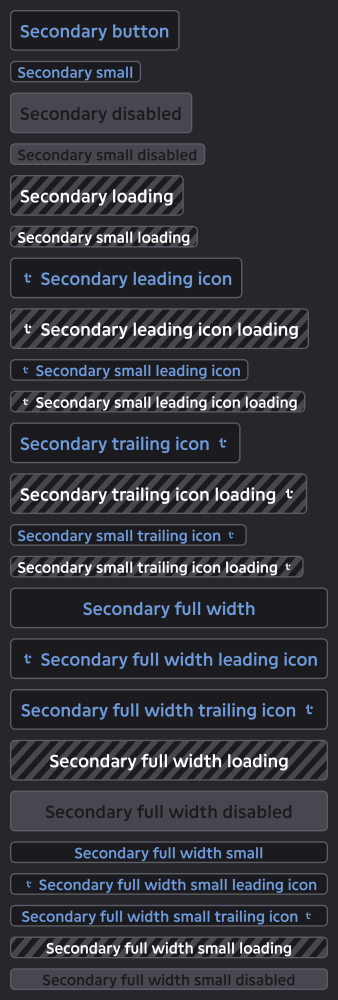 Secondary button
Secondary small
Secondary disabled
Secondary small disabled
Secondary loading
Secondary small loading
Secondary leading icon
Secondary leading icon loading
Secondary small leading icon
Secondary small leading icon loading
Secondary trailing icon
Secondary trailing icon loading
Secondary small trailing icon
Secondary small trailing icon loading
Secondary full width
Secondary full width leading icon
Secondary full width trailing icon
Secondary full width loading
Secondary full width disabled
Secondary full width small
Secondary full width small leading icon
Secondary full width small trailing icon
Secondary full width small loading
Secondary full width small disabled